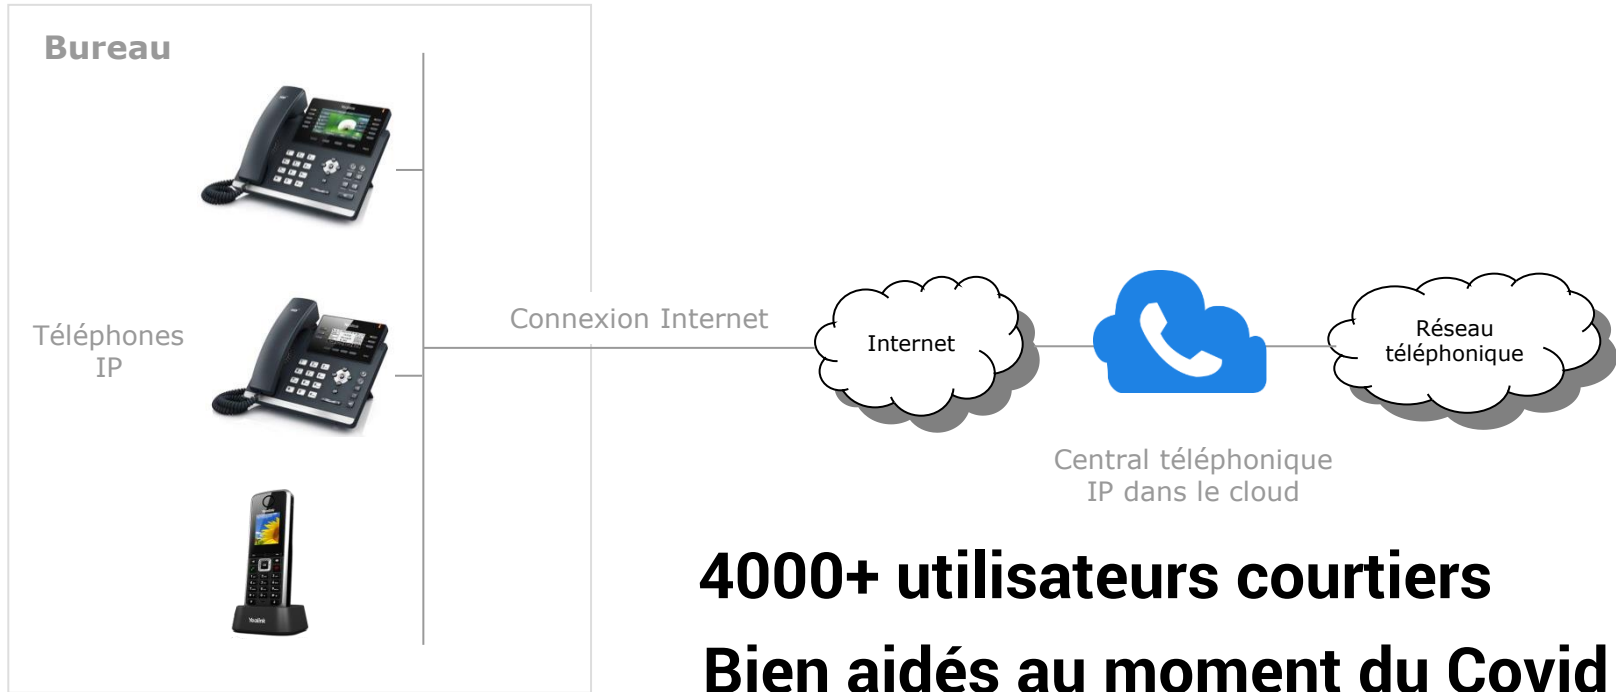 Bureau
Téléphones
IP
Connexion Internet
Internet
Réseau
téléphonique
Central téléphonique
IP dans le cloud
4000+ utilisateurs courtiers
Bien aidés au moment du Covid
Yealink